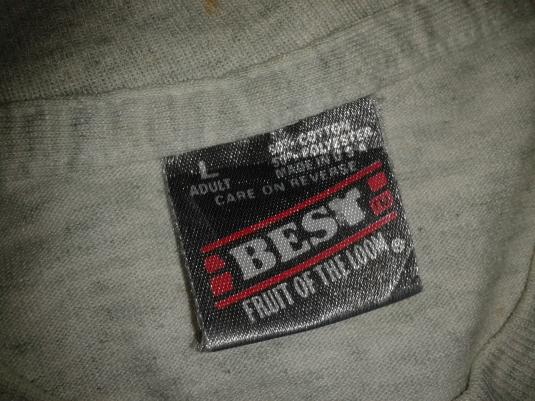 L
ADULT
50% COTTON
50% POLYESTER
MADE IN U S A
CARE ON REVERSE
BEST
FRUIT OF THE LOOM ®